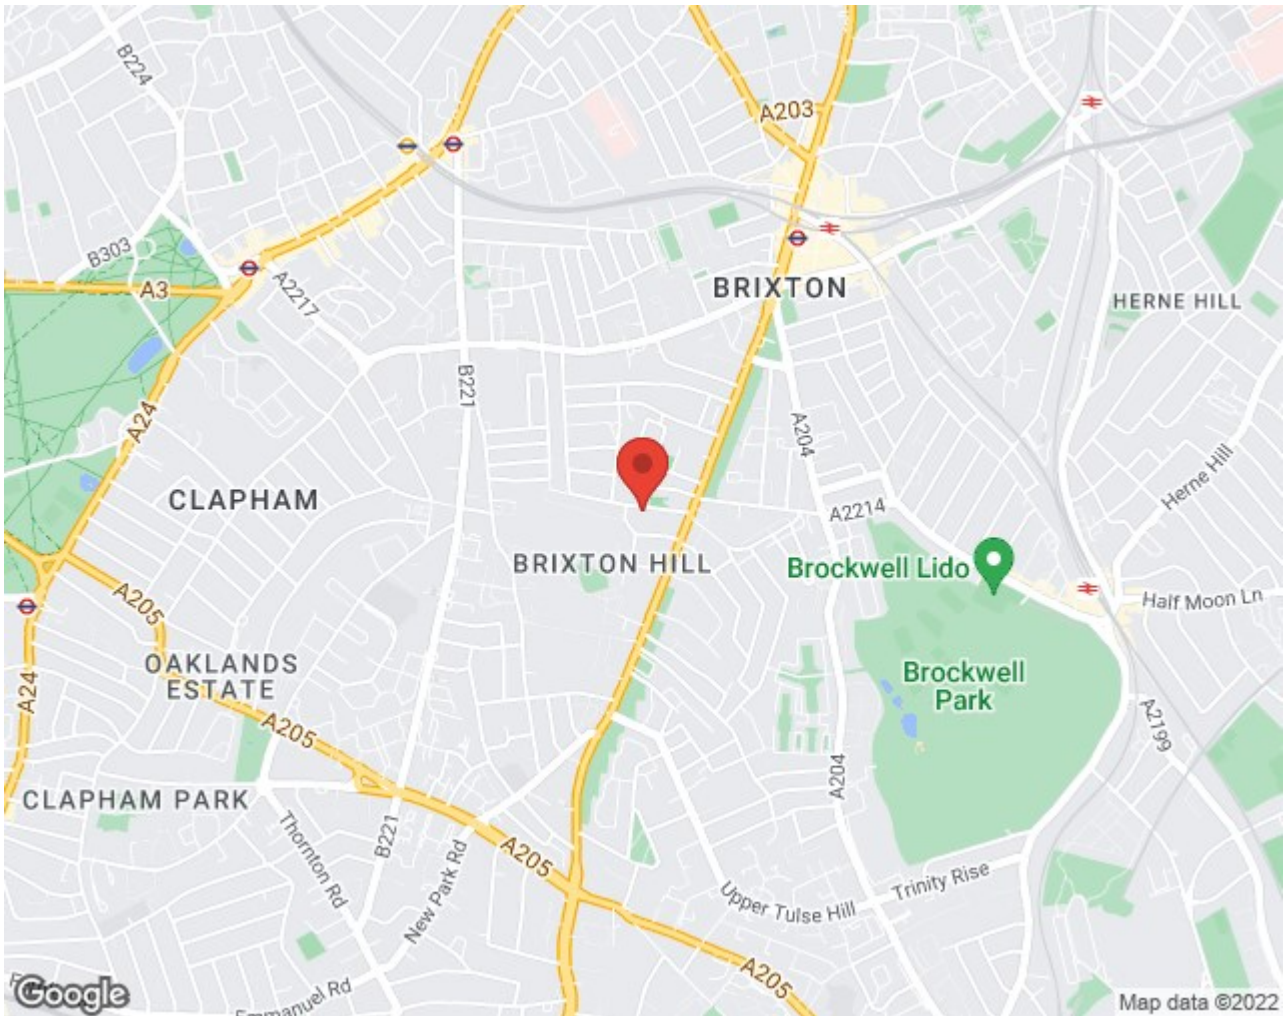 B224
A203
B303
A3
A2217
BRIXTON
HERNE HILL
B221
A24
A204
Herne Hill
CLAPHAM
A2214
BRIXTON HILL
Brockwell Lido
A205
Half Moon Ln
OAKLANDS
ESTATE
Brockwell
Park
A24
A205
A2199
A204
CLAPHAM PARK
Thornton Rd
B221
New Park Rd
A205
Trinity Rise
Upper Tulse Hill
A205
Emmanuel Rd
Google
Map data ©2022